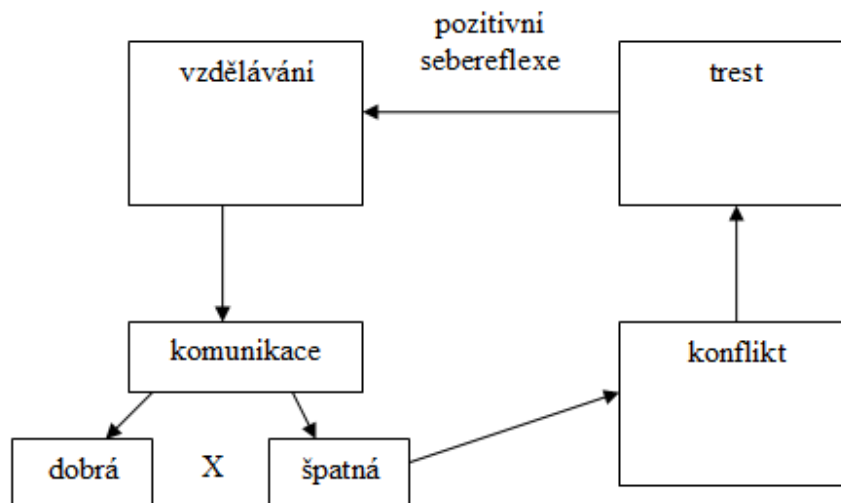 pozitivní
sebereflexe
vzdělávání
trest
komunikace
konflikt
dobrá
X
špatná